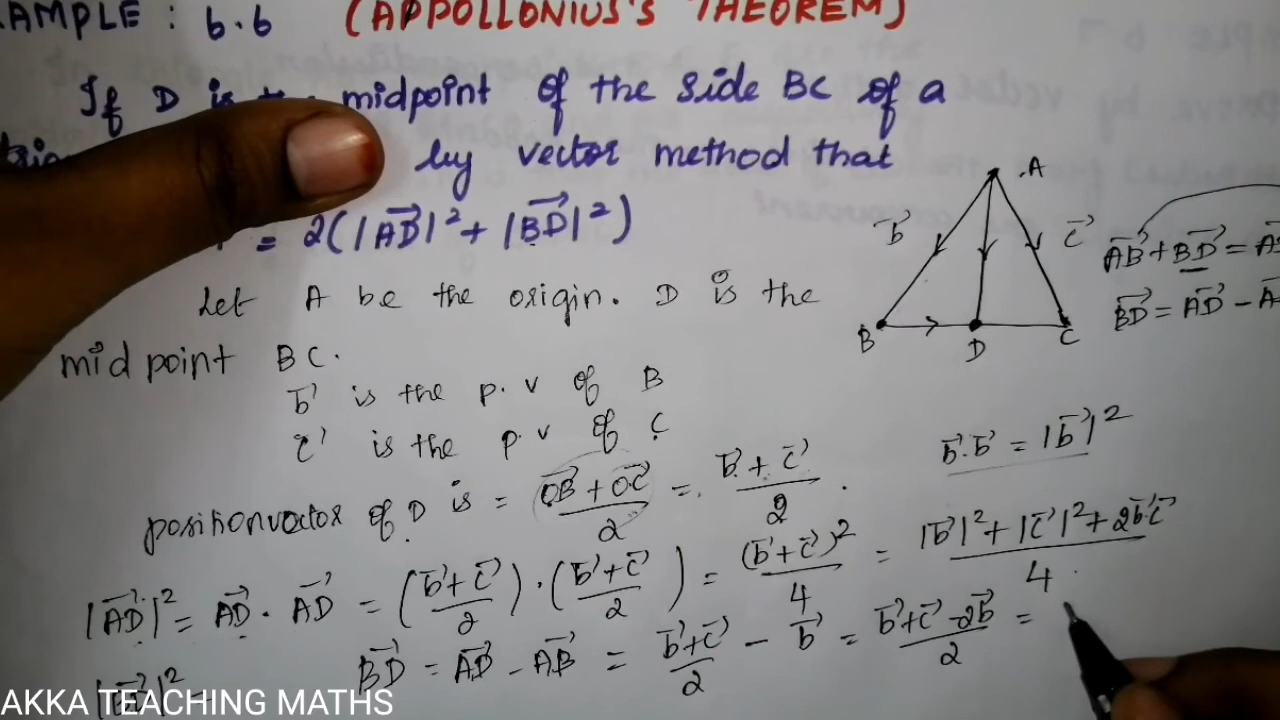 AMPLE : 6.6 (APPOLLONIUS'S THEOREM)
If D is midpoint of the side BC of a
by vector method that
= 2(|AD⃗|² + |BD⃗|²)
Let A be the origin. D is the
midpoint BC.
b⃗ is the p.v of B
c⃗ is the p.v of C
position vector of D is = (OB⃗ + OC⃗)/2 = (b⃗ + c⃗)/2 .
|AD⃗|² = AD⃗ · AD⃗ = ((b⃗ + c⃗)/2) · ((b⃗ + c⃗)/2) = (b⃗ + c⃗)²/4 = (|b⃗|² + |c⃗|² + 2b⃗c⃗)/4
BD⃗ = AD⃗ - AB⃗ = (b⃗ + c⃗)/2 - b⃗ = (b⃗ + c⃗ - 2b⃗)/2 =
|BD⃗|² =
A
b⃗
c⃗
B
D
C
AB⃗ + BD⃗ =
BD⃗ = AD⃗ -
b⃗·b⃗ = |b⃗|²
AKKA TEACHING MATHS